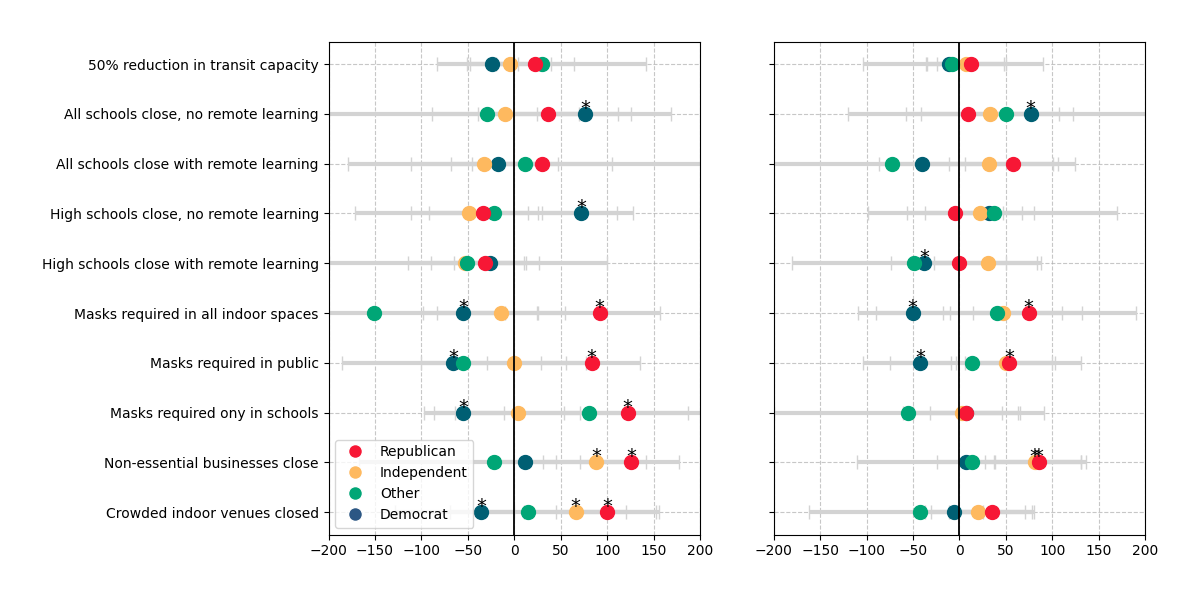 50% reduction in transit capacity
All schools close, no remote learning
*
*
All schools close with remote learning
High schools close, no remote learning
*
High schools close with remote learning
*
Masks required in all indoor spaces
* *
* *
Masks required in public
* *
* *
Masks required ony in schools
* *
Non-essential businesses close
* *
* *
Crowded indoor venues closed
* * *
Republican
Independent
Other
Democrat
−200 −150 −100 −50 0 50 100 150 200
−200 −150 −100 −50 0 50 100 150 200